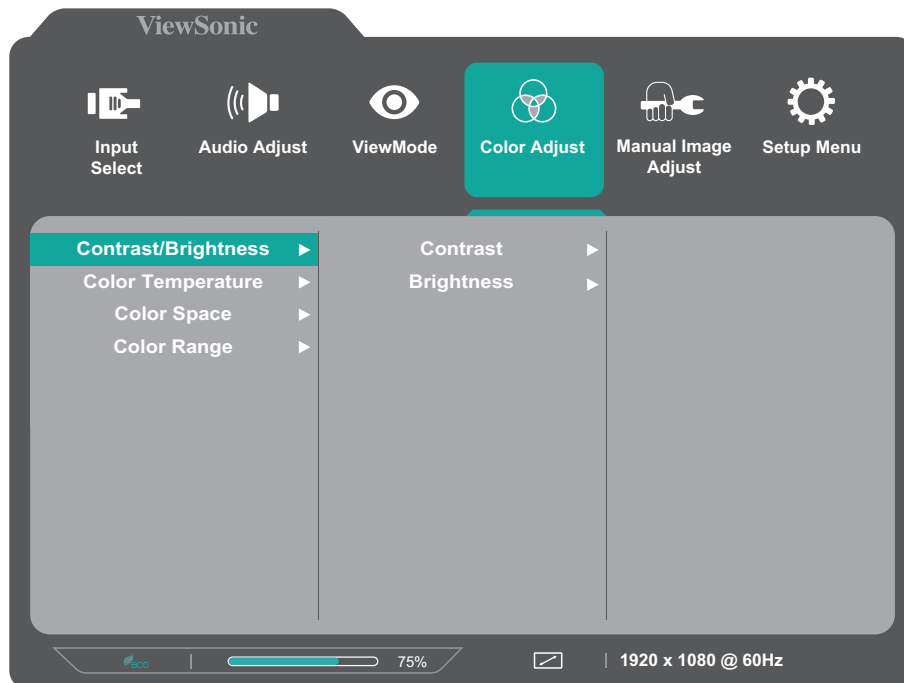 ViewSonic
Input
Select
Audio Adjust
ViewMode
Color Adjust
Manual Image
Adjust
Setup Menu
Contrast/Brightness
Color Temperature
Color Space
Color Range
Contrast
Brightness
eco
75%
1920 x 1080 @ 60Hz